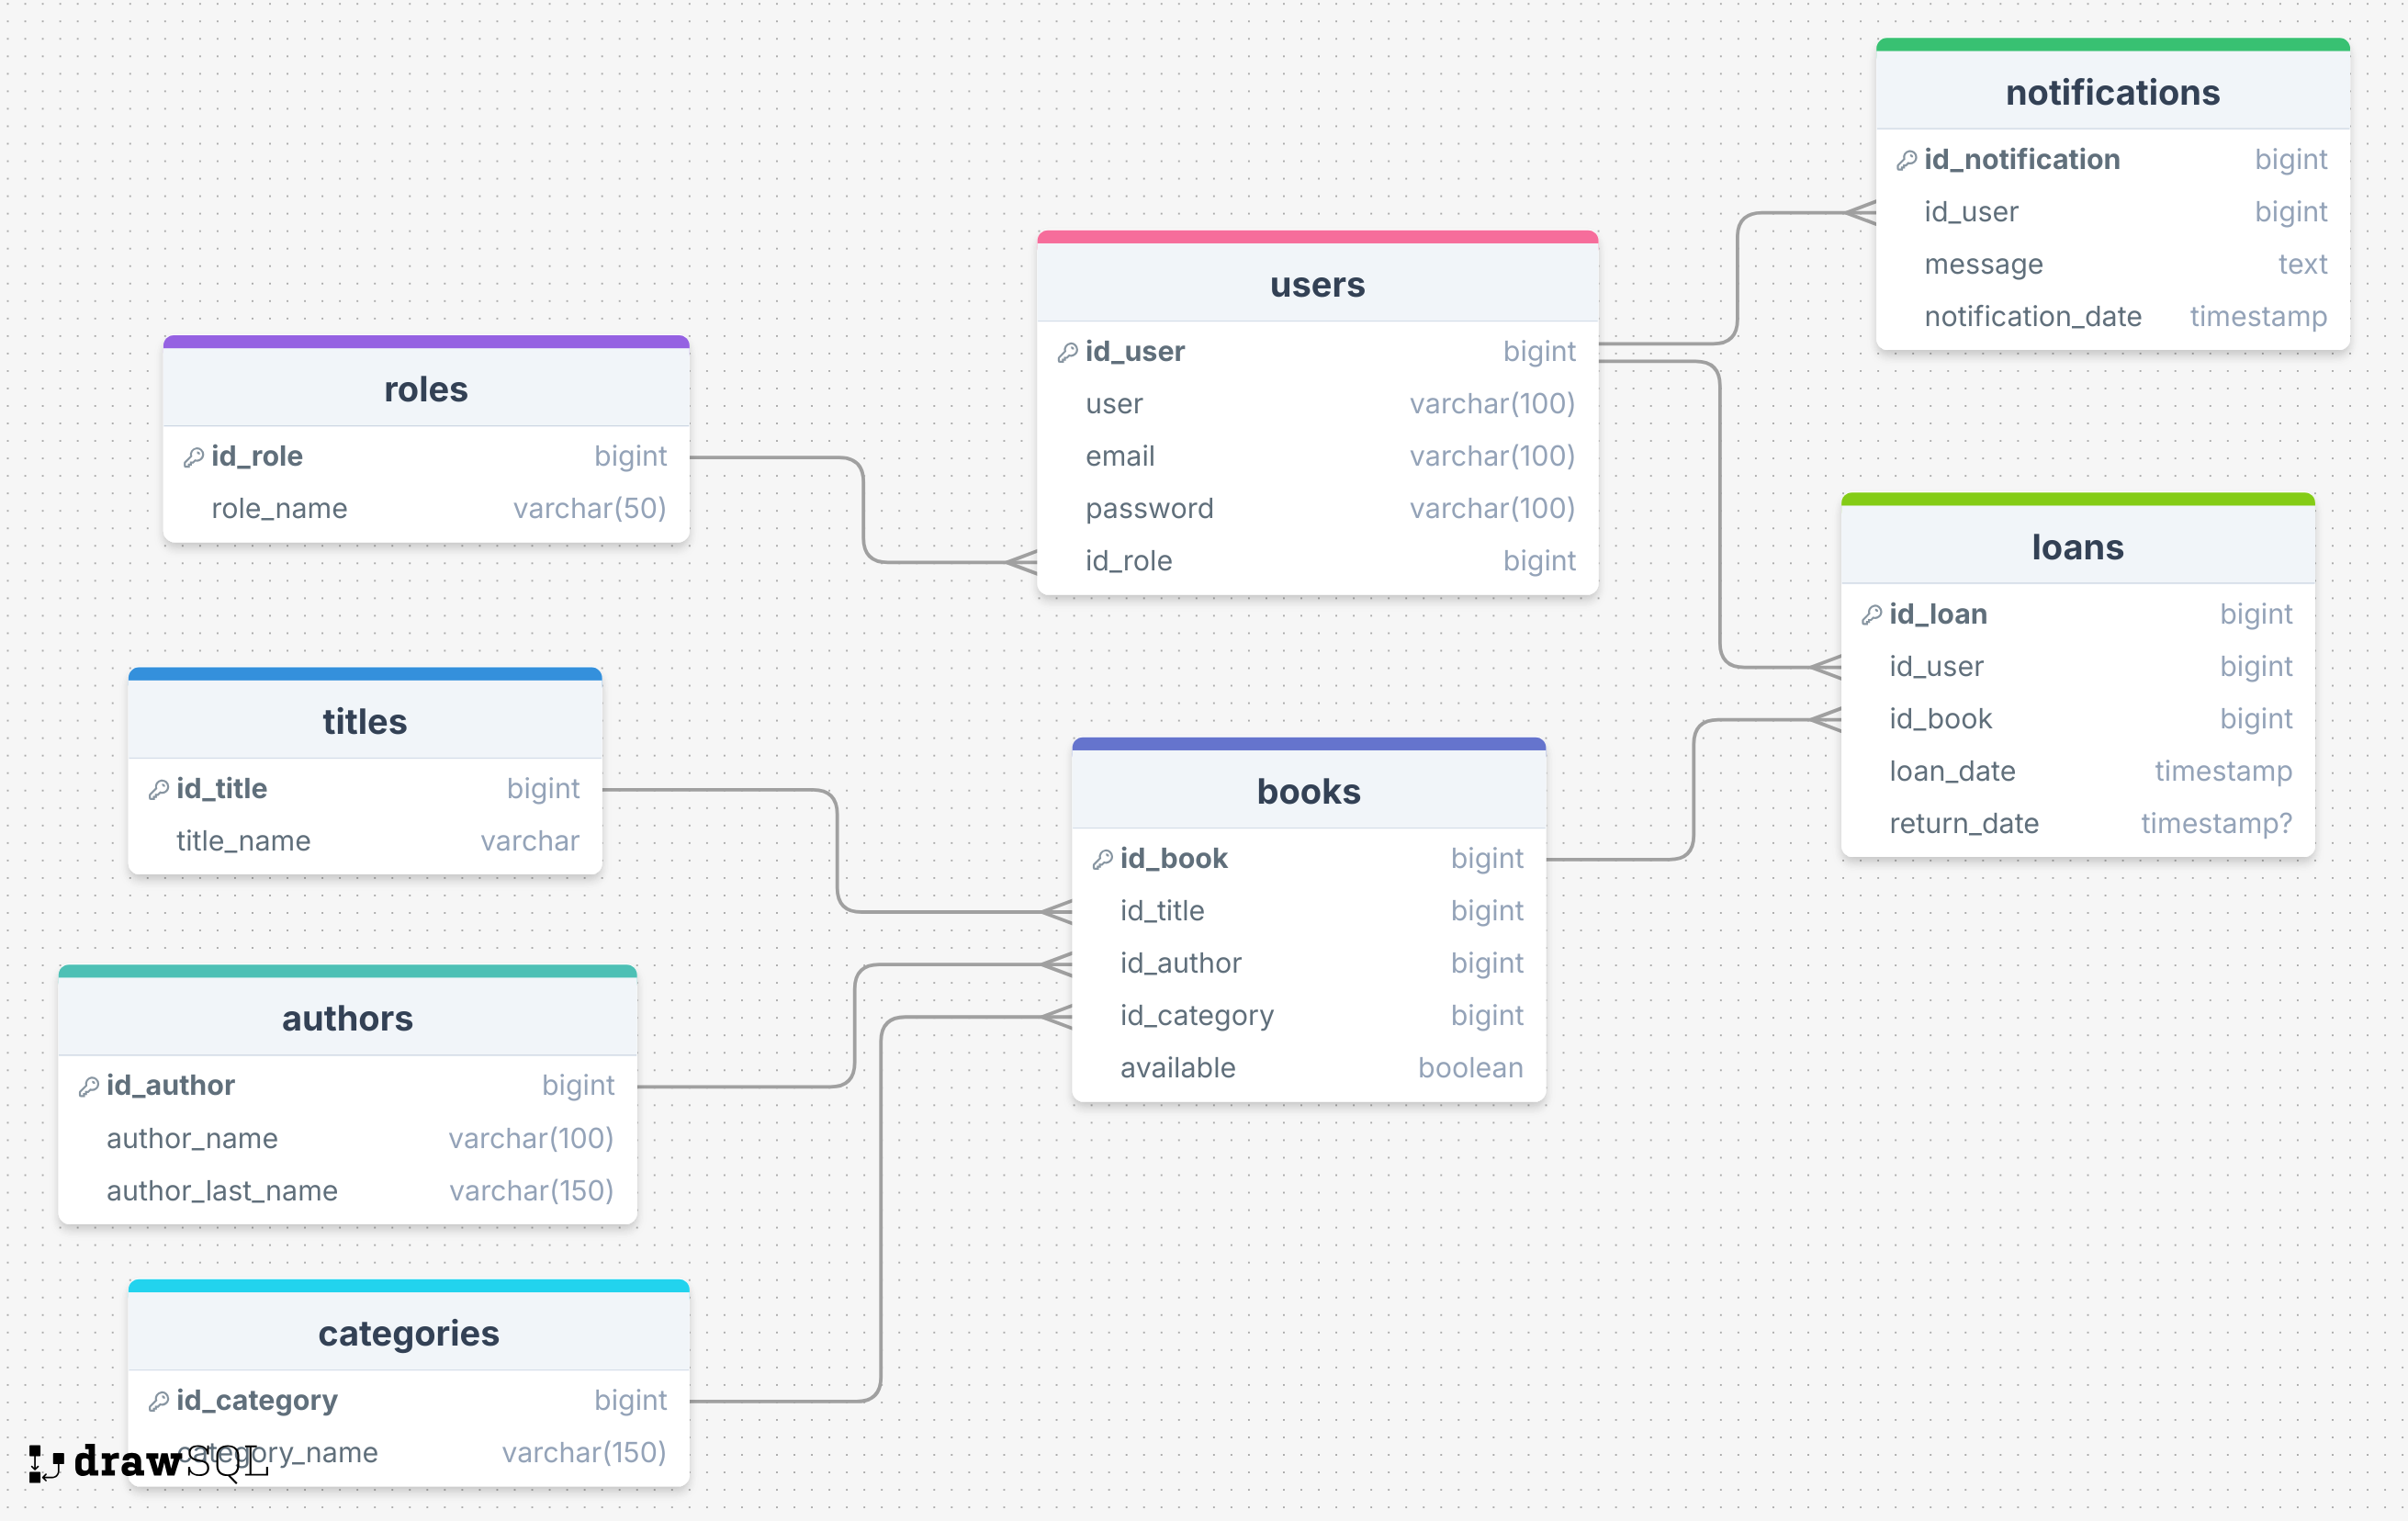 notifications
id_notification bigint
id_user bigint
message text
notification_date timestamp
users
id_user bigint
user varchar(100)
email varchar(100)
password varchar(100)
id_role bigint
roles
id_role bigint
role_name varchar(50)
loans
id_loan bigint
id_user bigint
id_book bigint
loan_date timestamp
return_date timestamp?
titles
id_title bigint
title_name varchar
books
id_book bigint
id_title bigint
id_author bigint
id_category bigint
available boolean
authors
id_author bigint
author_name varchar(100)
author_last_name varchar(150)
categories
id_category bigint
category_name varchar(150)
drawSQL